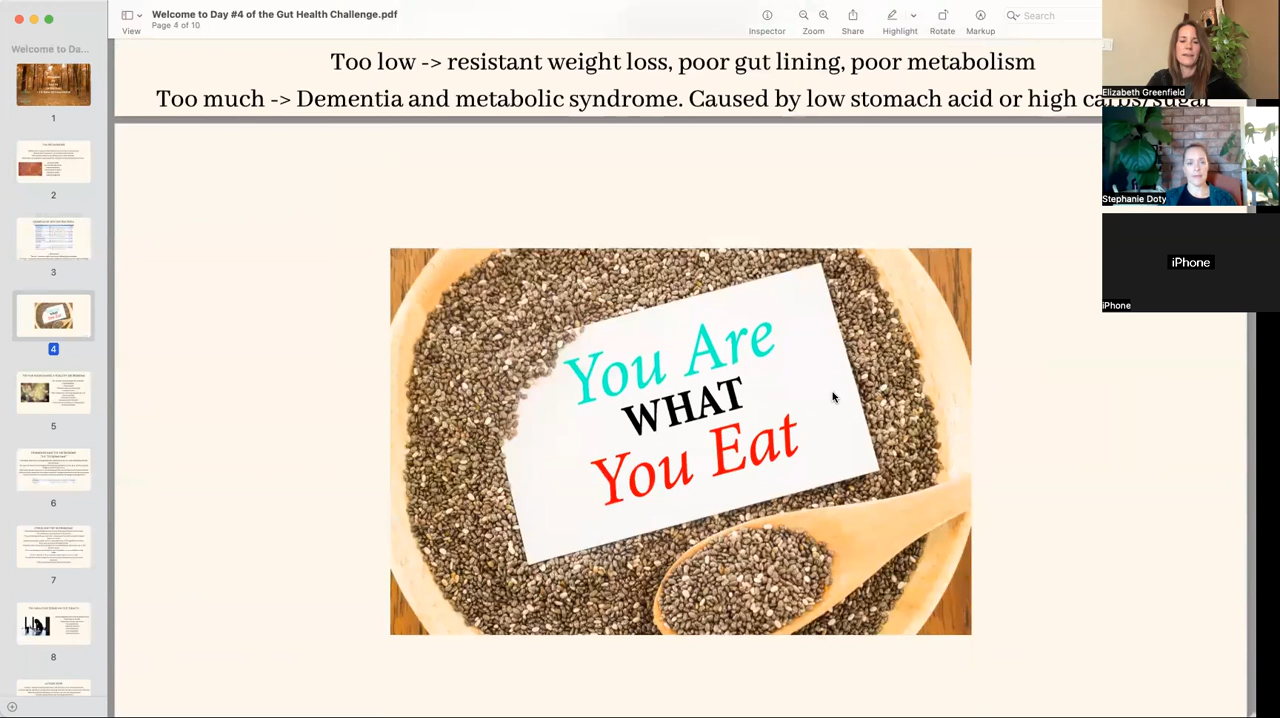 Welcome to Day #4 of the Gut Health Challenge.pdf
Page 4 of 10
View
Inspector
Zoom
Share
Highlight
Rotate
Markup
Search
Welcome to Da...
1
2
3
4
5
6
7
8
Too low -> resistant weight loss, poor gut lining, poor metabolism
Too much -> Dementia and metabolic syndrome. Caused by low stomach acid or high carbs/sugar
You Are
WHAT
You Eat
Elizabeth Greenfield
Stephanie Doty
iPhone
iPhone